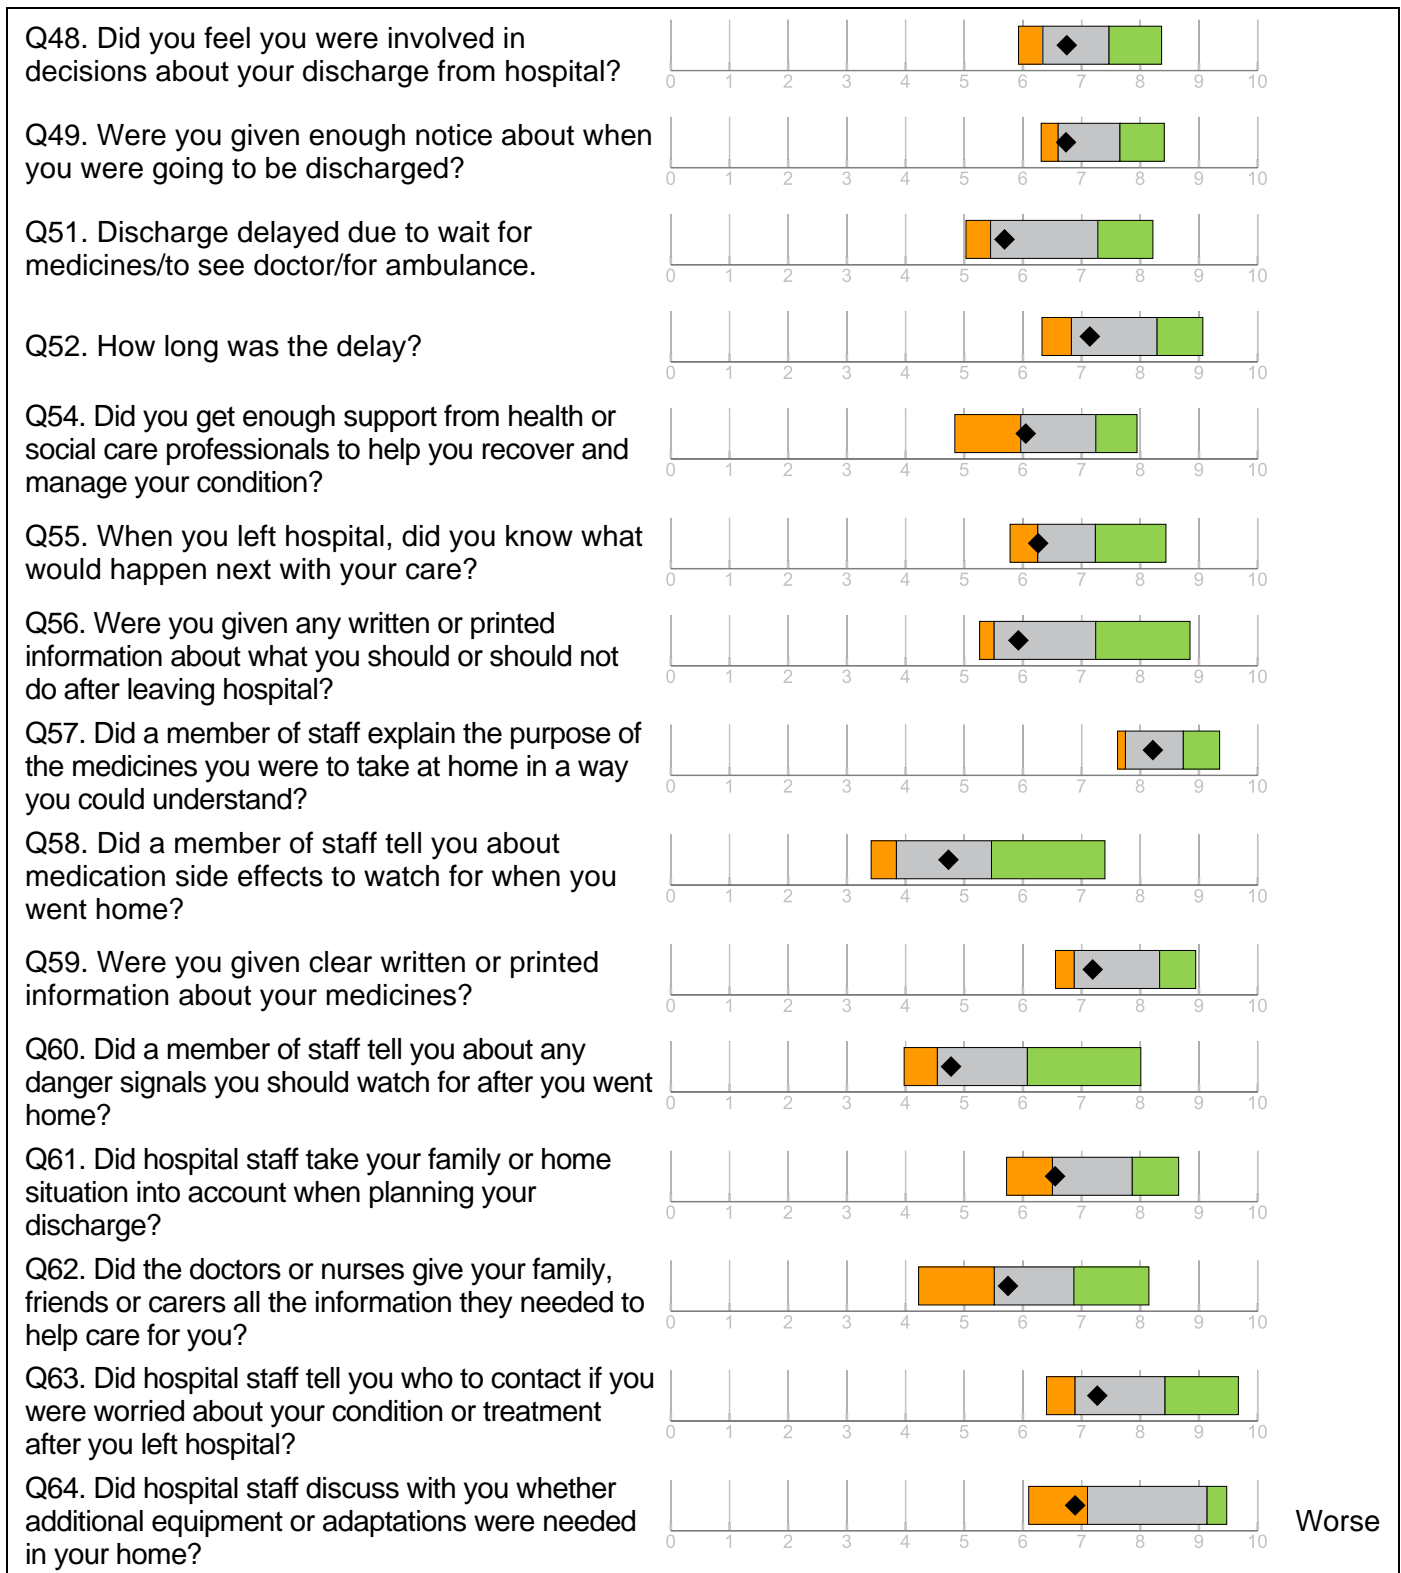 Q48. Did you feel you were involved in
decisions about your discharge from hospital?
0 1 2 3 4 5 6 7 8 9 10
Q49. Were you given enough notice about when
you were going to be discharged?
0 1 2 3 4 5 6 7 8 9 10
Q51. Discharge delayed due to wait for
medicines/to see doctor/for ambulance.
0 1 2 3 4 5 6 7 8 9 10
Q52. How long was the delay?
0 1 2 3 4 5 6 7 8 9 10
Q54. Did you get enough support from health or
social care professionals to help you recover and
manage your condition?
0 1 2 3 4 5 6 7 8 9 10
Q55. When you left hospital, did you know what
would happen next with your care?
0 1 2 3 4 5 6 7 8 9 10
Q56. Were you given any written or printed
information about what you should or should not
do after leaving hospital?
0 1 2 3 4 5 6 7 8 9 10
Q57. Did a member of staff explain the purpose of
the medicines you were to take at home in a way
you could understand?
0 1 2 3 4 5 6 7 8 9 10
Q58. Did a member of staff tell you about
medication side effects to watch for when you
went home?
0 1 2 3 4 5 6 7 8 9 10
Q59. Were you given clear written or printed
information about your medicines?
0 1 2 3 4 5 6 7 8 9 10
Q60. Did a member of staff tell you about any
danger signals you should watch for after you went
home?
0 1 2 3 4 5 6 7 8 9 10
Q61. Did hospital staff take your family or home
situation into account when planning your
discharge?
0 1 2 3 4 5 6 7 8 9 10
Q62. Did the doctors or nurses give your family,
friends or carers all the information they needed to
help care for you?
0 1 2 3 4 5 6 7 8 9 10
Q63. Did hospital staff tell you who to contact if you
were worried about your condition or treatment
after you left hospital?
0 1 2 3 4 5 6 7 8 9 10
Q64. Did hospital staff discuss with you whether
additional equipment or adaptations were needed
in your home?
0 1 2 3 4 5 6 7 8 9 10
Worse